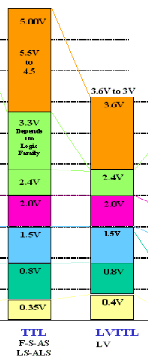 5.00V
5.5V
to
4.5
3.6V to 3V
3.6V
3.3V
Depends
on
Logic
Family
2.4V
2.4V
2.0V
2.0V
1.5V
1.5V
0.8V
0.8V
0.35V
0.4V
TTL
LVTTL
F-S-AS
LV
LS-ALS